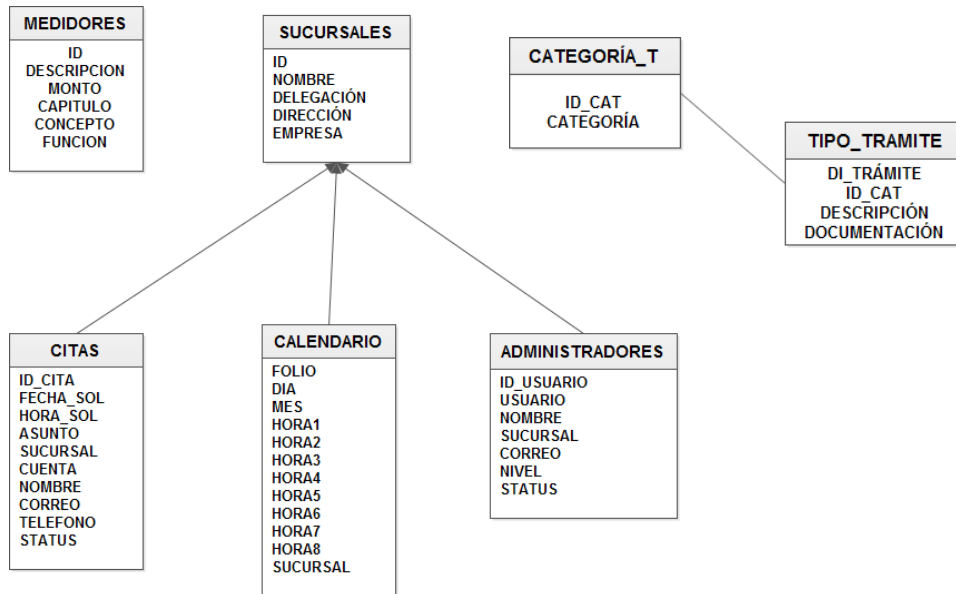 MEDIDORES
ID
DESCRIPCION
MONTO
CAPITULO
CONCEPTO
FUNCION
SUCURSALES
ID
NOMBRE
DELEGACIÓN
DIRECCIÓN
EMPRESA
CATEGORÍA_T
ID_CAT
CATEGORÍA
TIPO_TRAMITE
DI_TRÁMITE
ID_CAT
DESCRIPCIÓN
DOCUMENTACIÓN
CITAS
ID_CITA
FECHA_SOL
HORA_SOL
ASUNTO
SUCURSAL
CUENTA
NOMBRE
CORREO
TELEFONO
STATUS
CALENDARIO
FOLIO
DIA
MES
HORA1
HORA2
HORA3
HORA4
HORA5
HORA6
HORA7
HORA8
SUCURSAL
ADMINISTRADORES
ID_USUARIO
USUARIO
NOMBRE
SUCURSAL
CORREO
NIVEL
STATUS